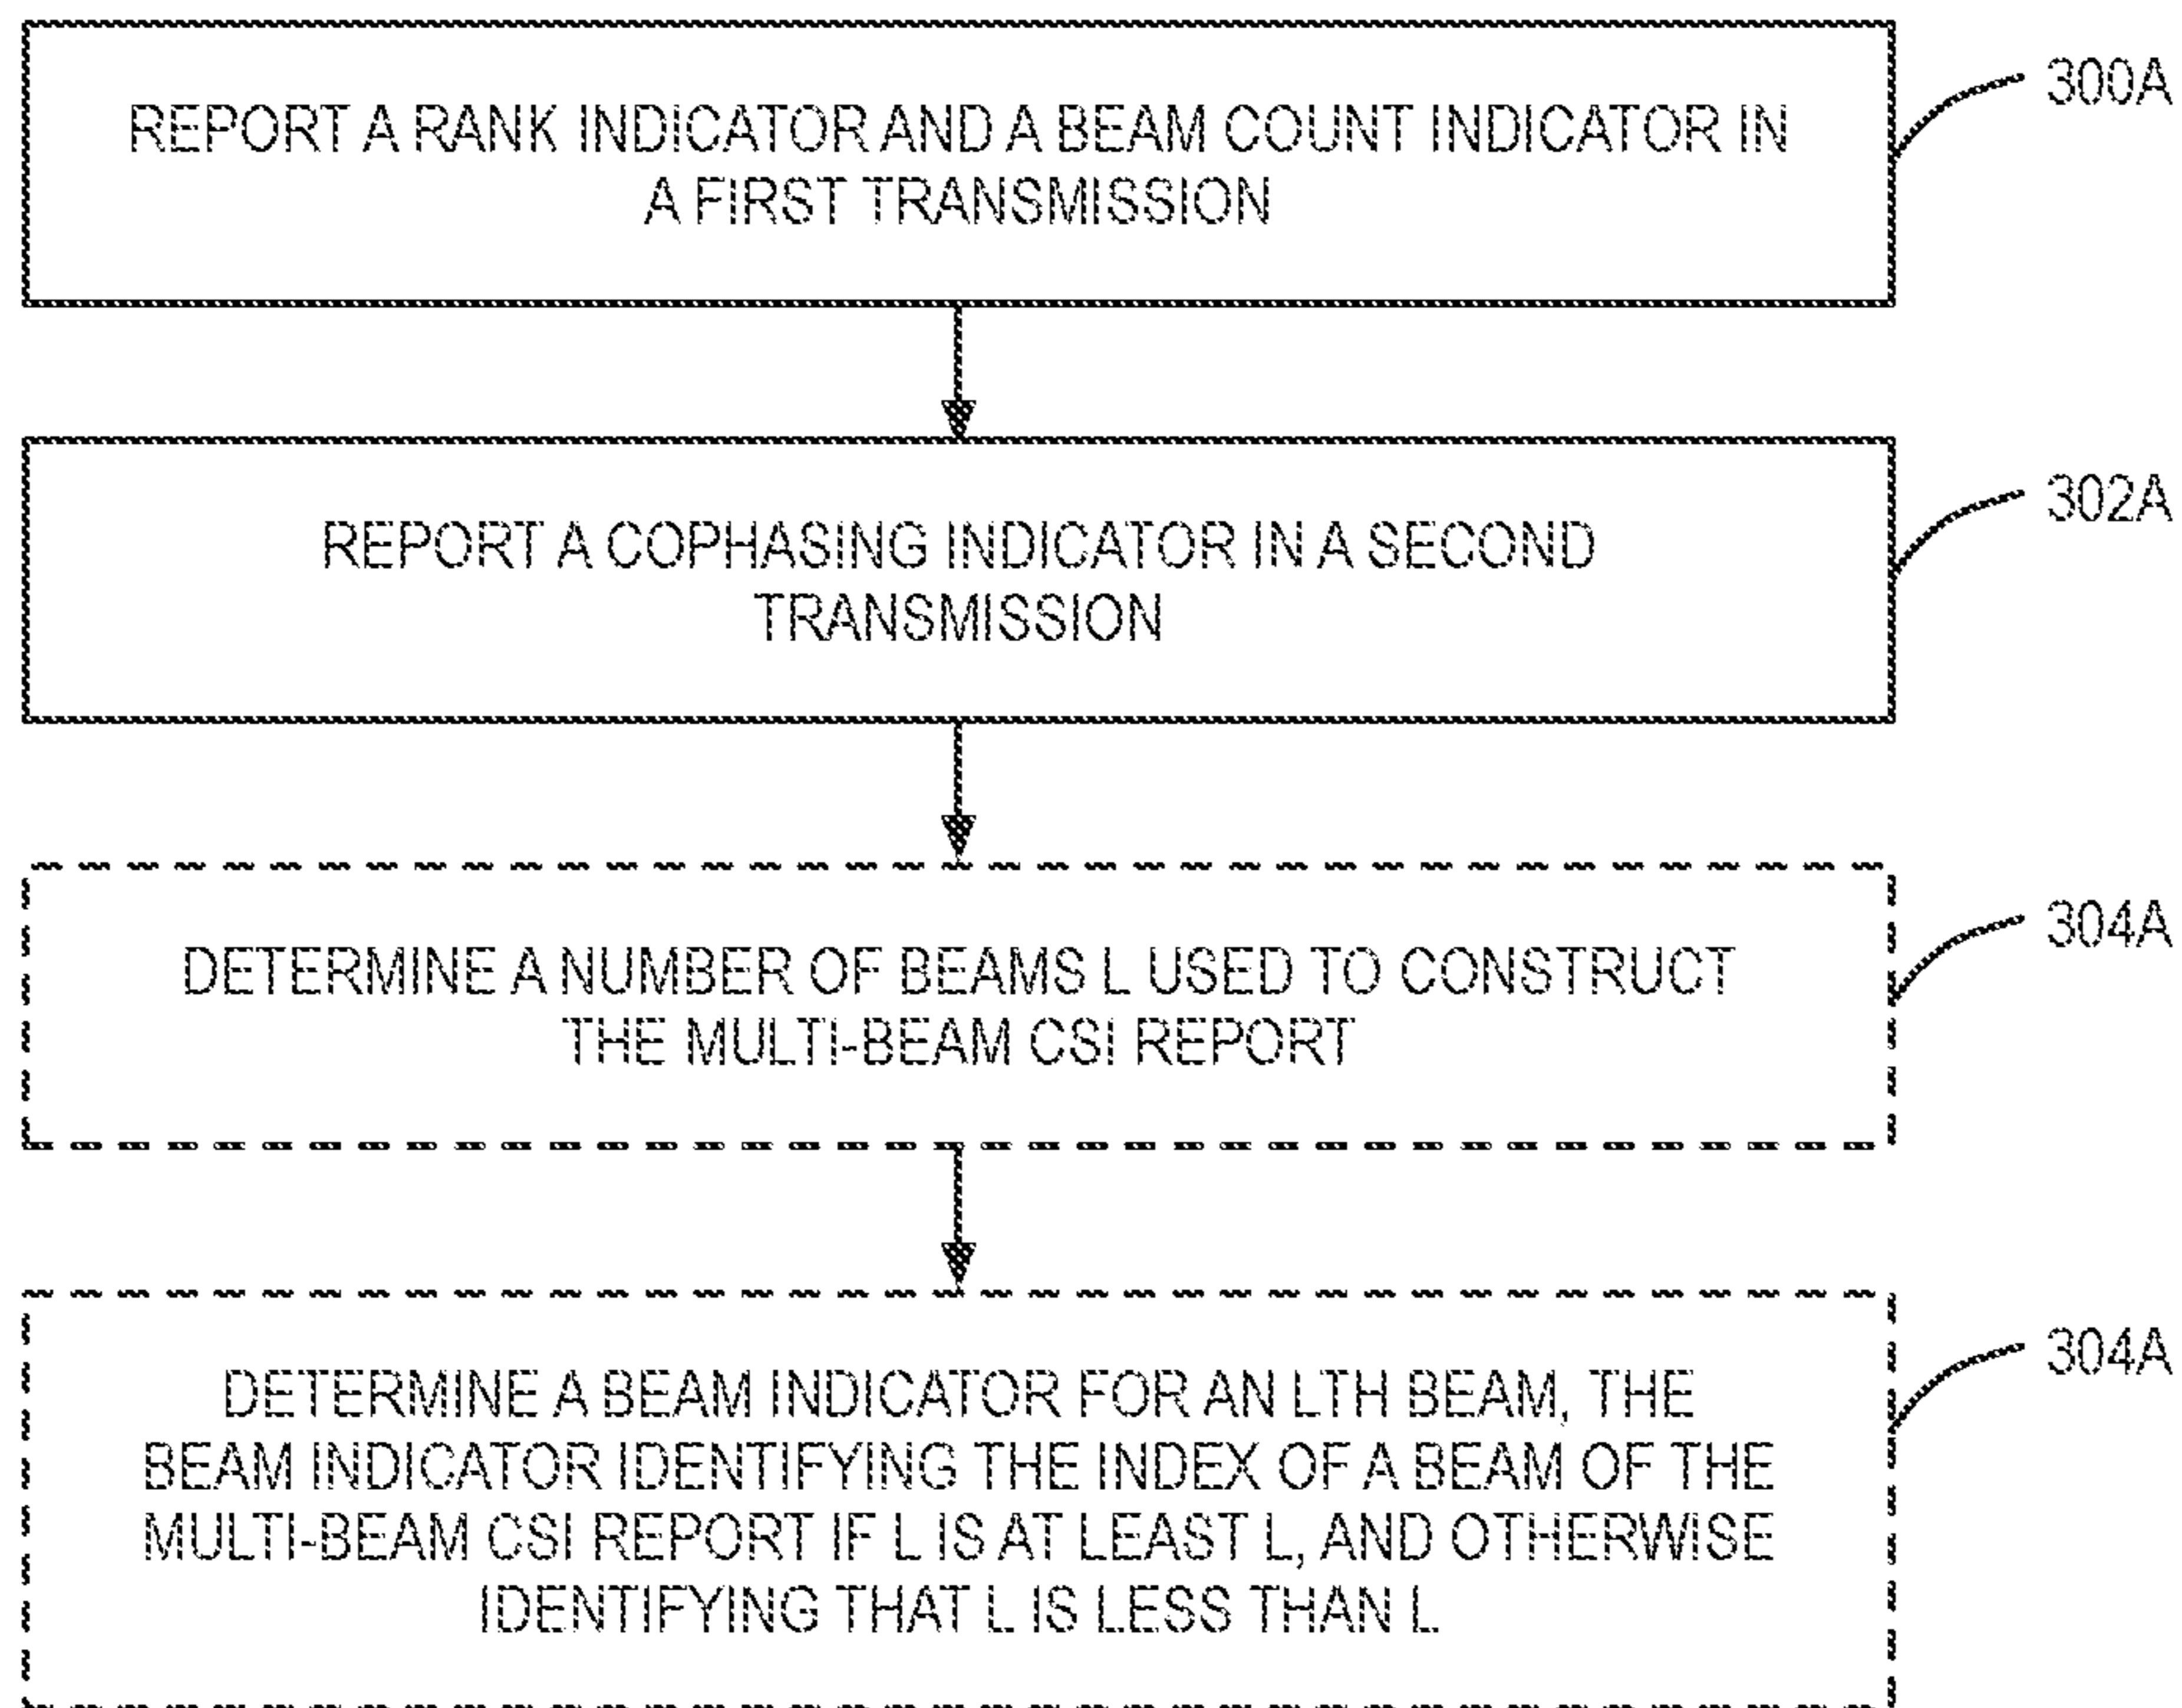 REPORT A RANK INDICATOR AND A BEAM COUNT INDICATOR IN
A FIRST TRANSMISSION
300A
REPORT A COPHASING INDICATOR IN A SECOND
TRANSMISSION
302A
DETERMINE A NUMBER OF BEAMS L USED TO CONSTRUCT
THE MULTI-BEAM CSI REPORT
304A
DETERMINE A BEAM INDICATOR FOR AN LTH BEAM, THE
BEAM INDICATOR IDENTIFYING THE INDEX OF A BEAM OF THE
MULTI-BEAM CSI REPORT IF L IS AT LEAST L, AND OTHERWISE
IDENTIFYING THAT L IS LESS THAN L
304A